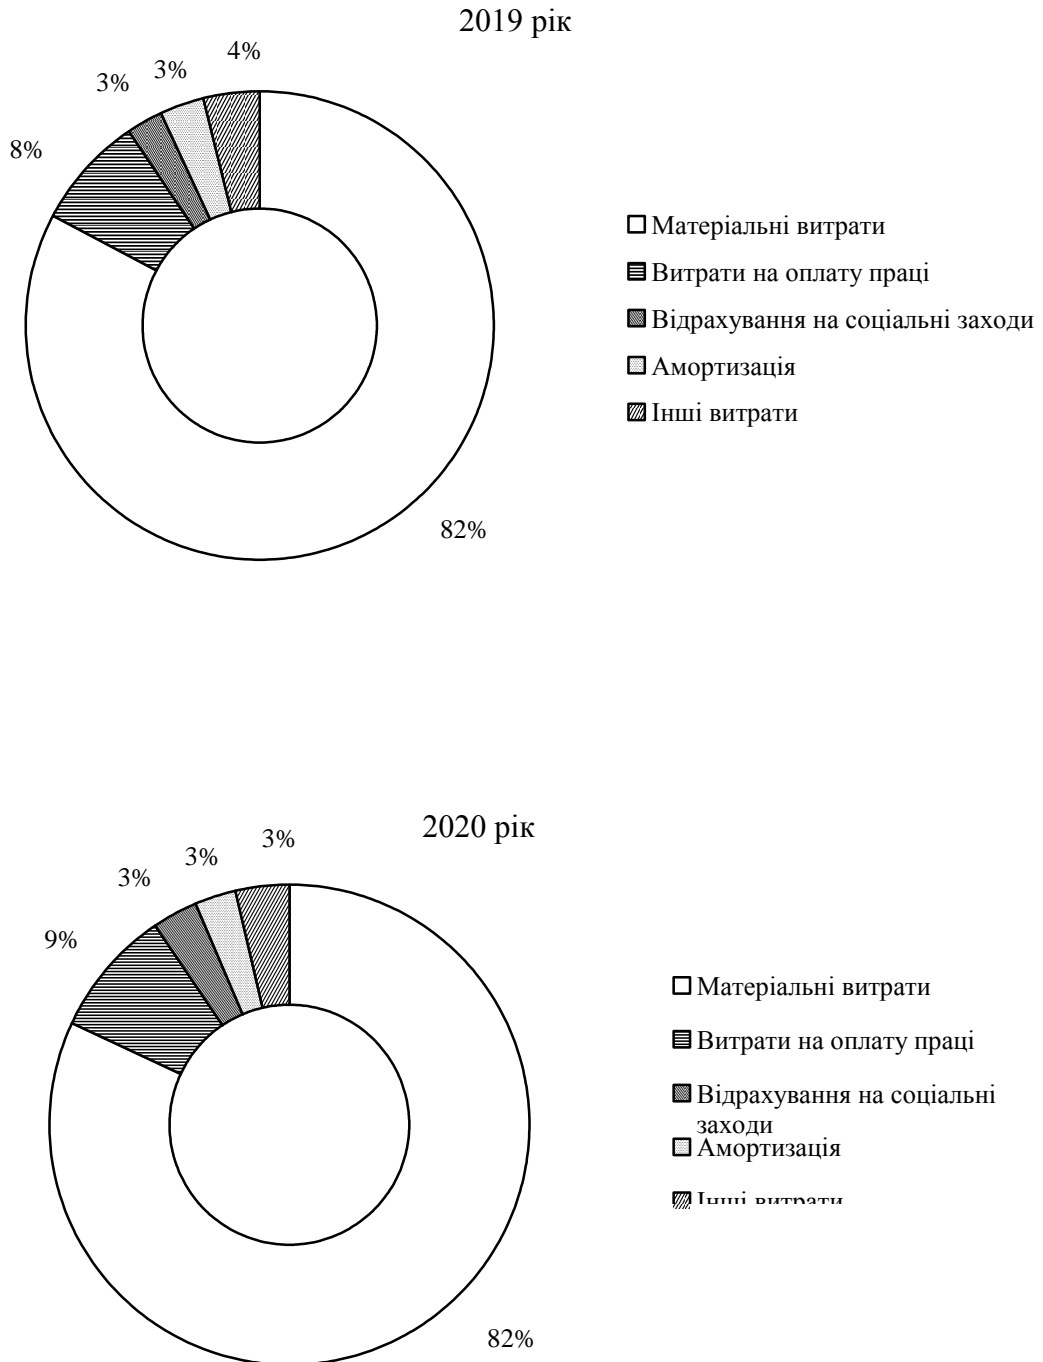 2019 рік
4%
3%
3%
8%
Матеріальні витрати
Витрати на оплату праці
Відрахування на соціальні заходи
Амортизація
Інші витрати
82%
2020 рік
3%
3%
3%
9%
Матеріальні витрати
Витрати на оплату праці
Відрахування на соціальні
заходи
Амортизація
Інші витрати
82%